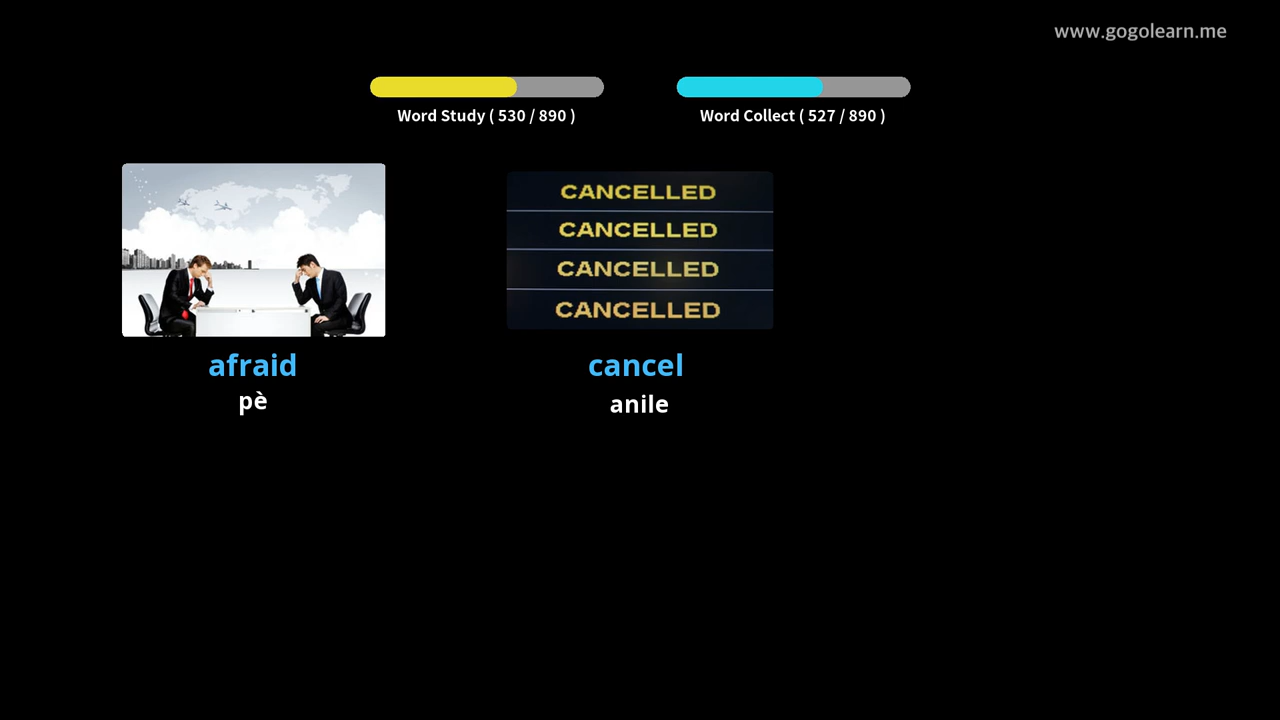 www.gogolearn.me
Word Study ( 530 / 890 )
Word Collect ( 527 / 890 )
CANCELLED
CANCELLED
CANCELLED
CANCELLED
afraid
pè
cancel
anile